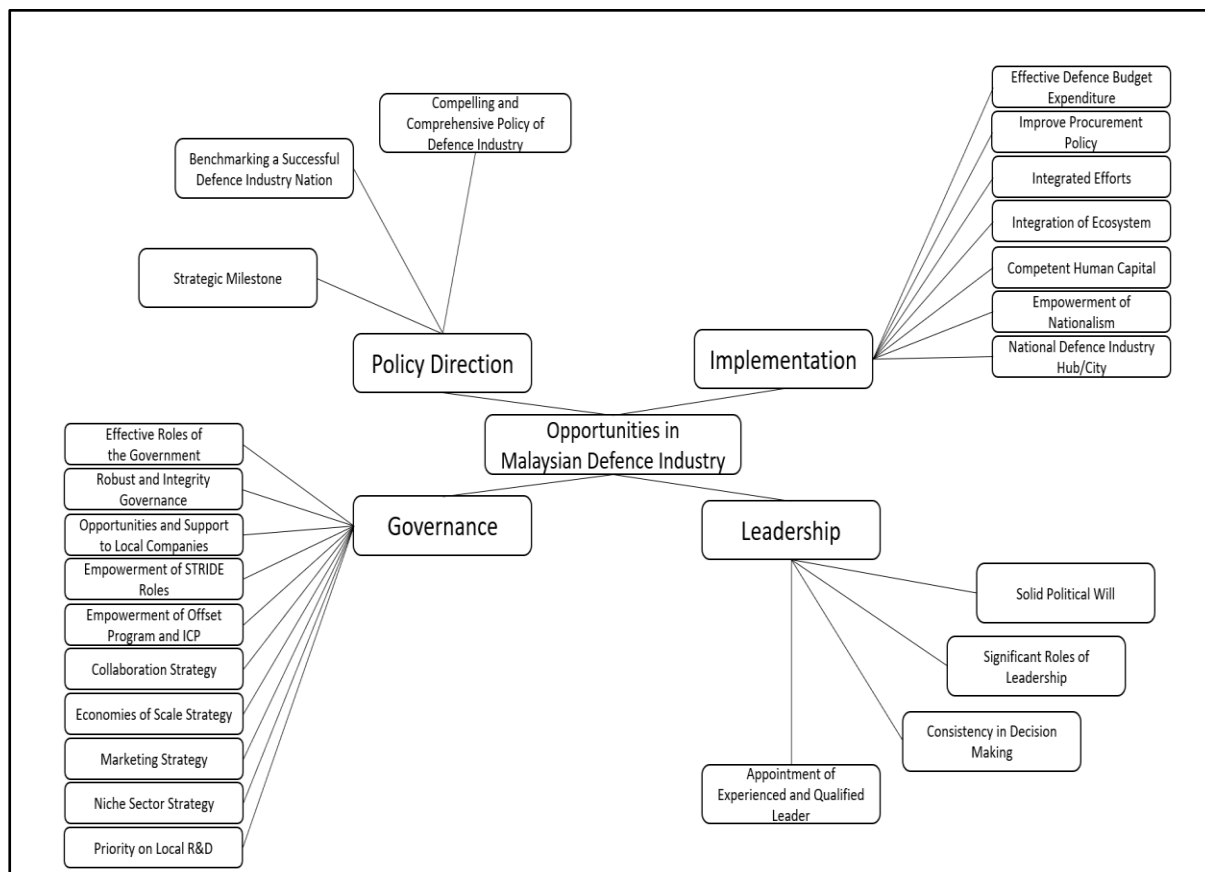 Compelling and
Comprehensive Policy of
Defence Industry
Benchmarking a Successful
Defence Industry Nation
Strategic Milestone
Policy Direction
Effective Defence Budget
Expenditure
Improve Procurement
Policy
Integrated Efforts
Integration of Ecosystem
Competent Human Capital
Empowerment of
Nationalism
National Defence Industry
Hub/City
Implementation
Opportunities in
Malaysian Defence Industry
Effective Roles of
the Government
Robust and Integrity
Governance
Opportunities and Support
to Local Companies
Empowerment of STRIDE
Roles
Empowerment of Offset
Program and ICP
Collaboration Strategy
Economies of Scale Strategy
Marketing Strategy
Niche Sector Strategy
Priority on Local R&D
Governance
Leadership
Solid Political Will
Significant Roles of
Leadership
Consistency in Decision
Making
Appointment of
Experienced and Qualified
Leader